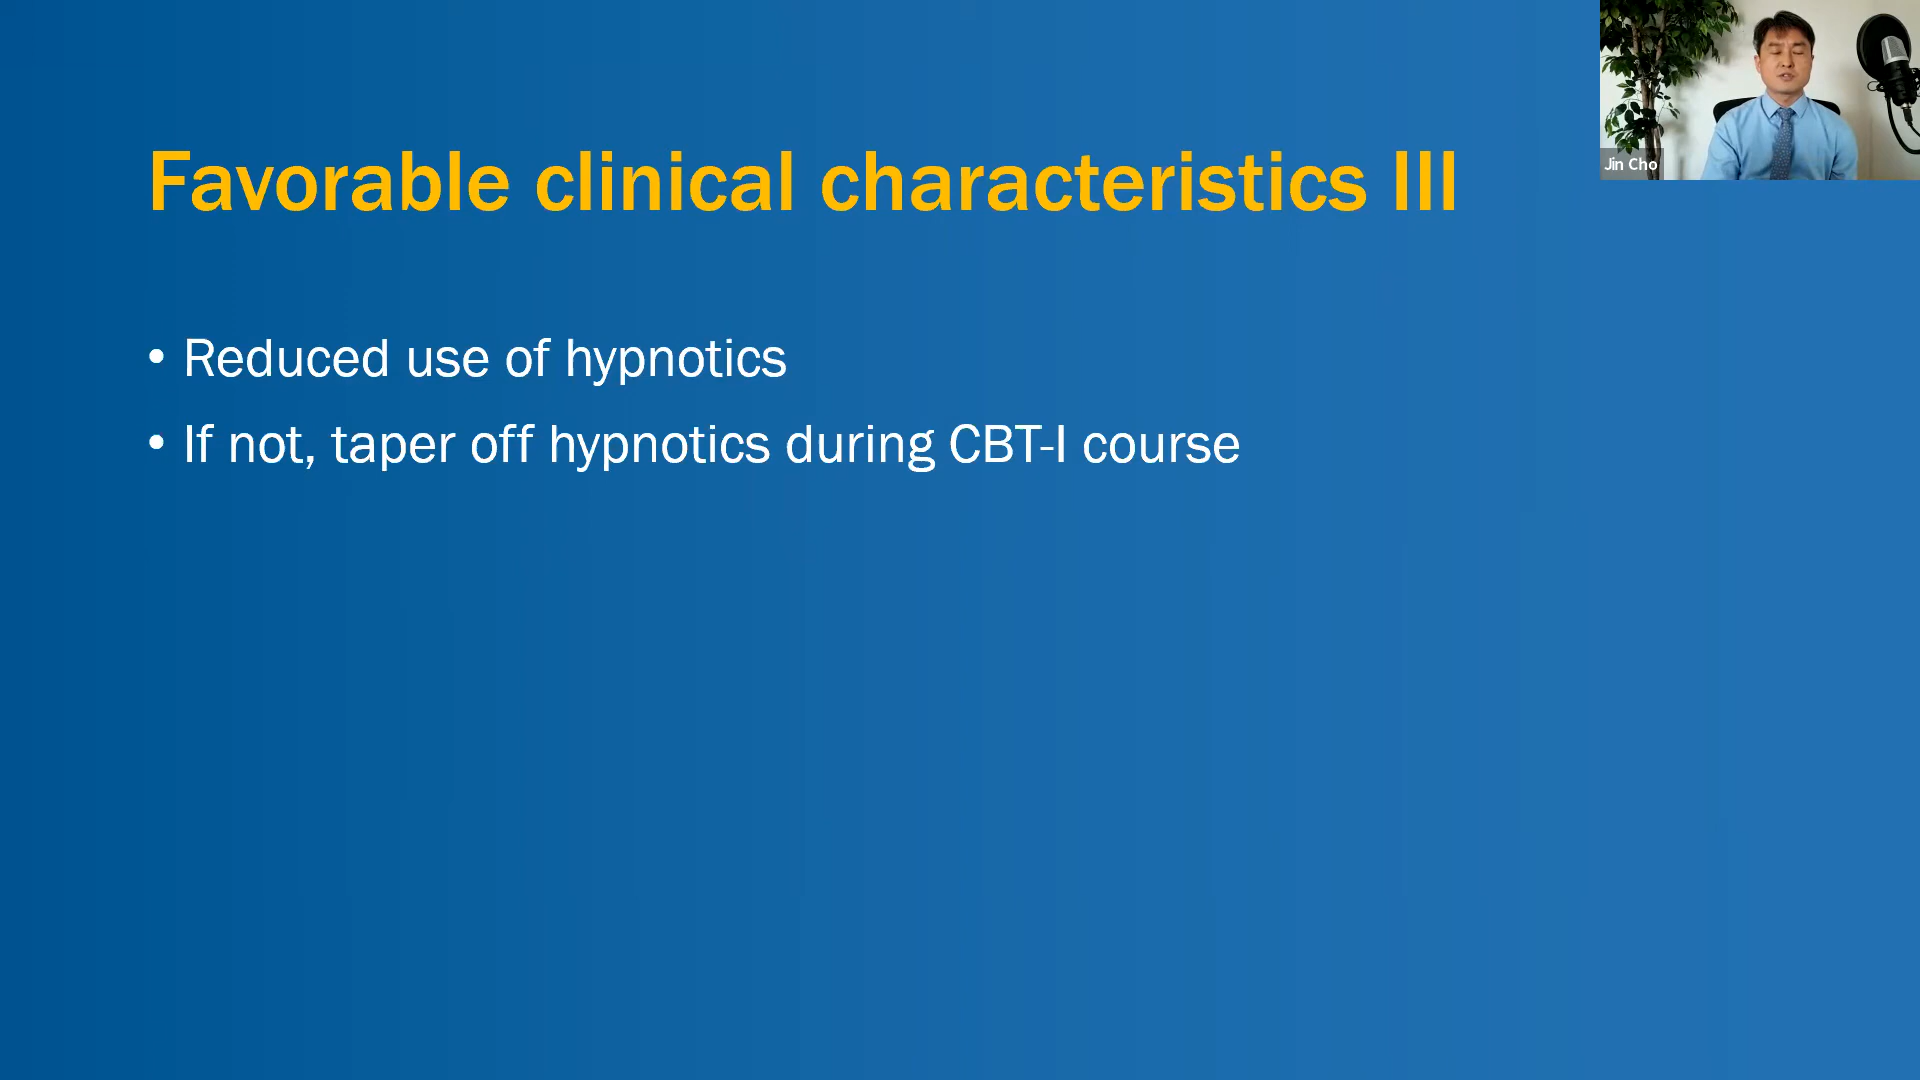 Favorable clinical characteristics III
• Reduced use of hypnotics
• If not, taper off hypnotics during CBT-I course
Jin Cho